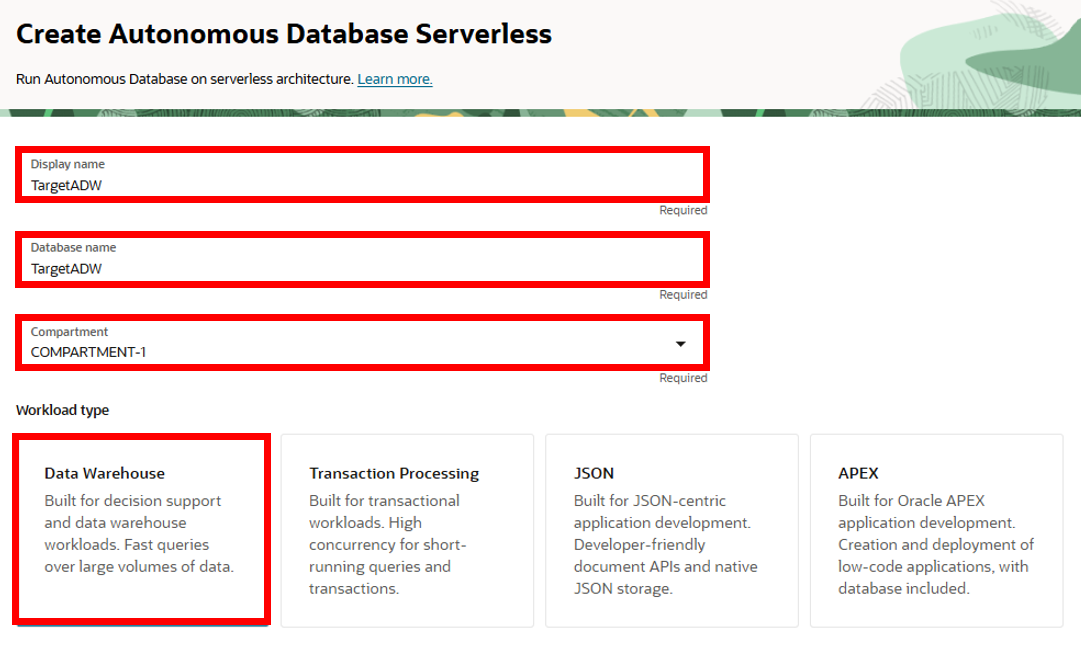 Create Autonomous Database Serverless
Run Autonomous Database on serverless architecture. Learn more.
Display name
TargetADW
Required
Database name
TargetADW
Required
Compartment
COMPARTMENT-1
Required
Workload type
Data Warehouse
Built for decision support
and data warehouse
workloads. Fast queries
over large volumes of data.
Transaction Processing
Built for transactional
workloads. High
concurrency for short-
running queries and
transactions.
JSON
Built for JSON-centric
application development.
Developer-friendly
document APIs and native
JSON storage.
APEX
Built for Oracle APEX
application development.
Creation and deployment of
low-code applications, with
database included.